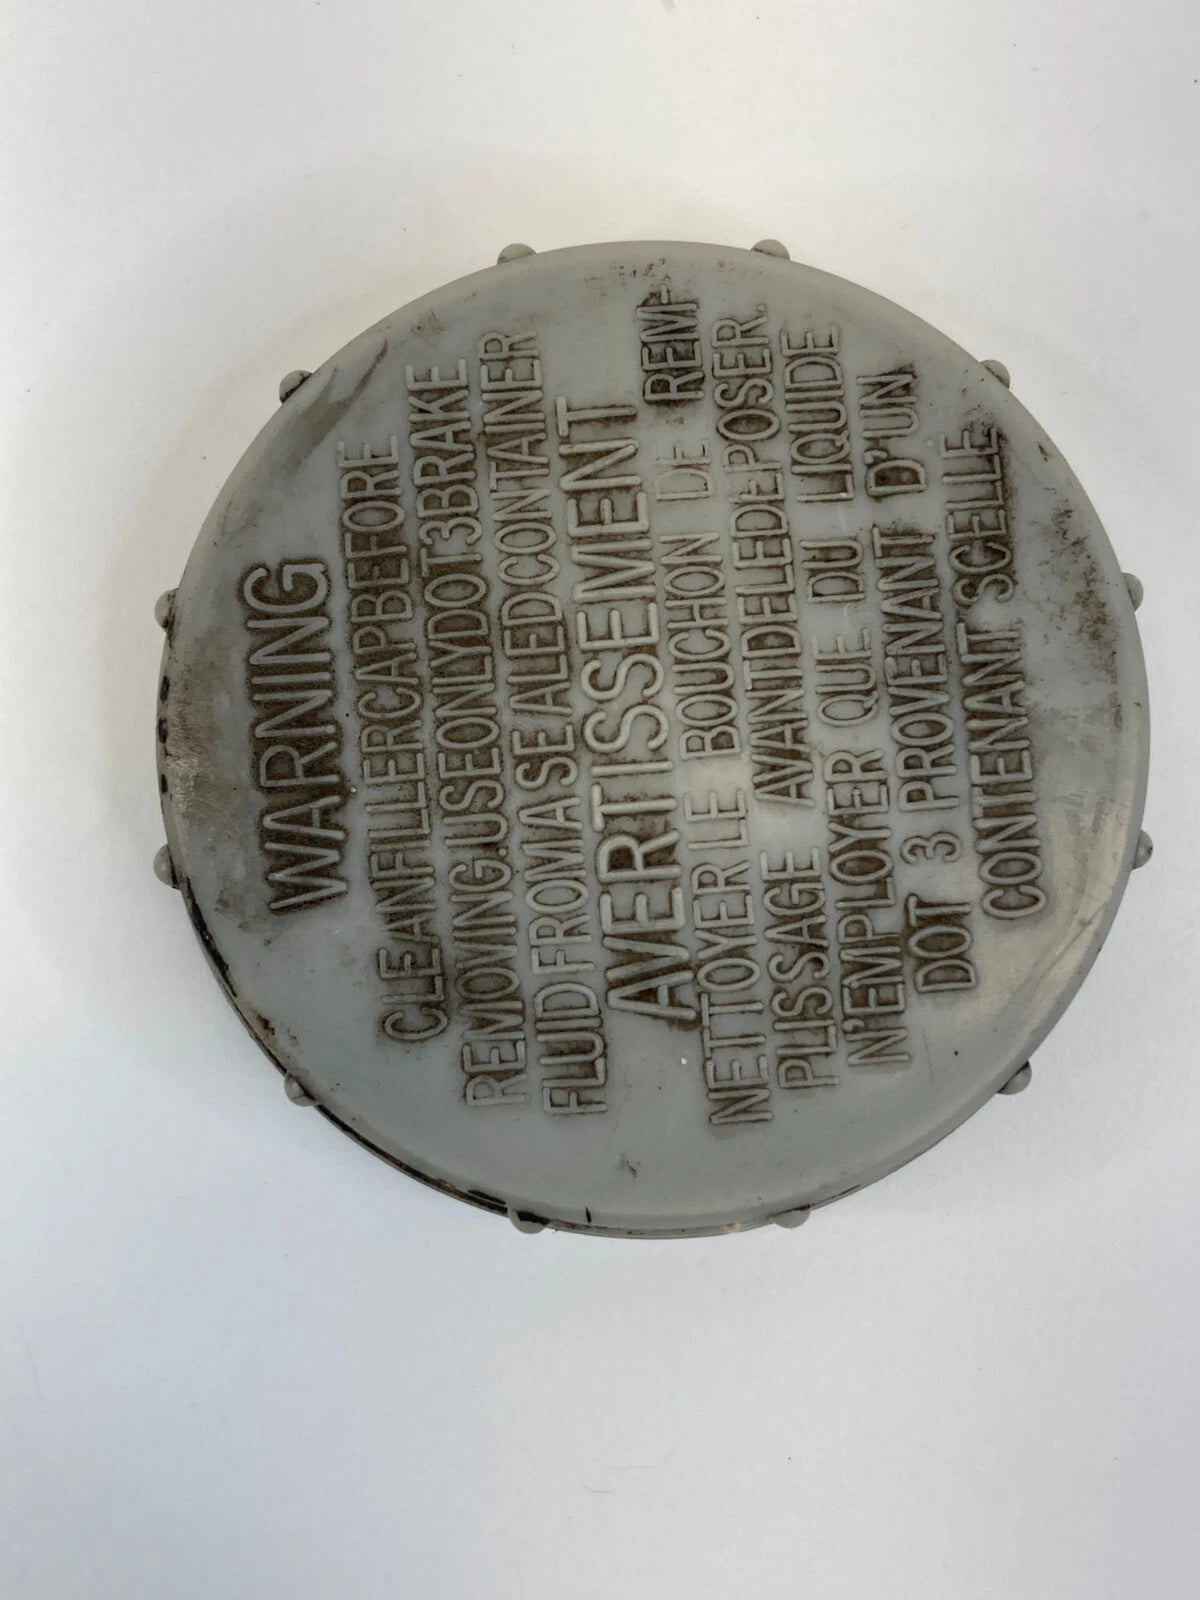 WARNING
CLEANFILLERCAPBEFORE
REMOVING.USEONLYDOT3BRAKE
FLUIDFROMASEALEDCONTAINER
AVERTISSEMENT
NETTOYER LE BOUCHON DE REM-
PLISSAGE AVANTDELEDEPOSER.
N'EMPLOYER QUE DU LIQUIDE
DOT 3 PROVENANT D'UN
CONTENANT SCELLE